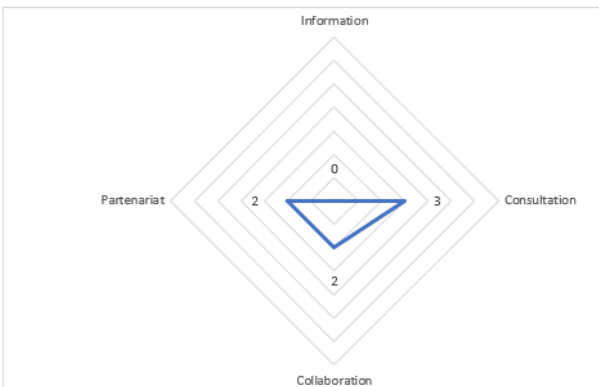 Information
0
Partenariat
2
3
Consultation
2
Collaboration